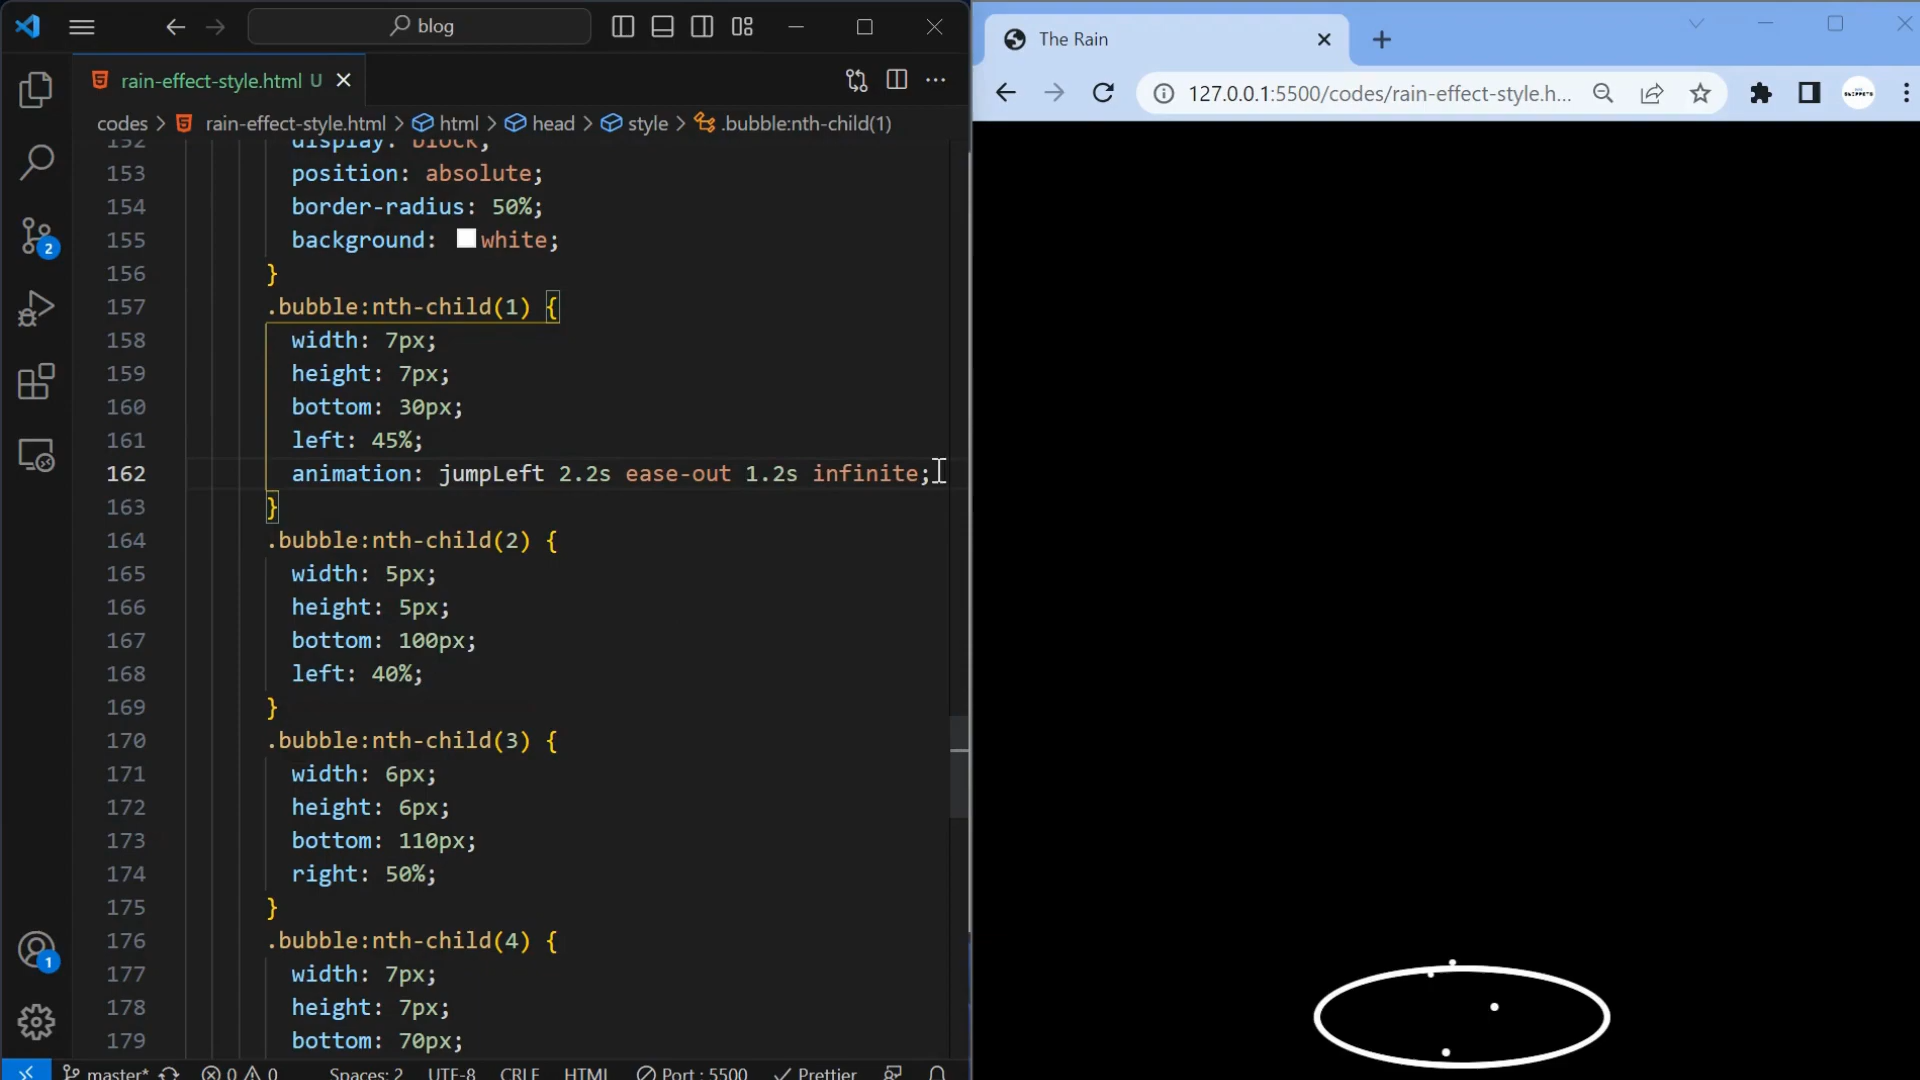 blog
rain-effect-style.html U
codes > rain-effect-style.html > html > head > style > .bubble:nth-child(1)
152 display: block;
153 position: absolute;
154 border-radius: 50%;
155 background: white;
156 }
157 .bubble:nth-child(1) {
158 width: 7px;
159 height: 7px;
160 bottom: 30px;
161 left: 45%;
162 animation: jumpLeft 2.2s ease-out 1.2s infinite;
163 }
164 .bubble:nth-child(2) {
165 width: 5px;
166 height: 5px;
167 bottom: 100px;
168 left: 40%;
169 }
170 .bubble:nth-child(3) {
171 width: 6px;
172 height: 6px;
173 bottom: 110px;
174 right: 50%;
175 }
176 .bubble:nth-child(4) {
177 width: 7px;
178 height: 7px;
179 bottom: 70px;
2
1
master* 0 0 Spaces: 2 UTF-8 CRLF HTML Port : 5500 Prettier
The Rain
127.0.0.1:5500/codes/rain-effect-style.h...